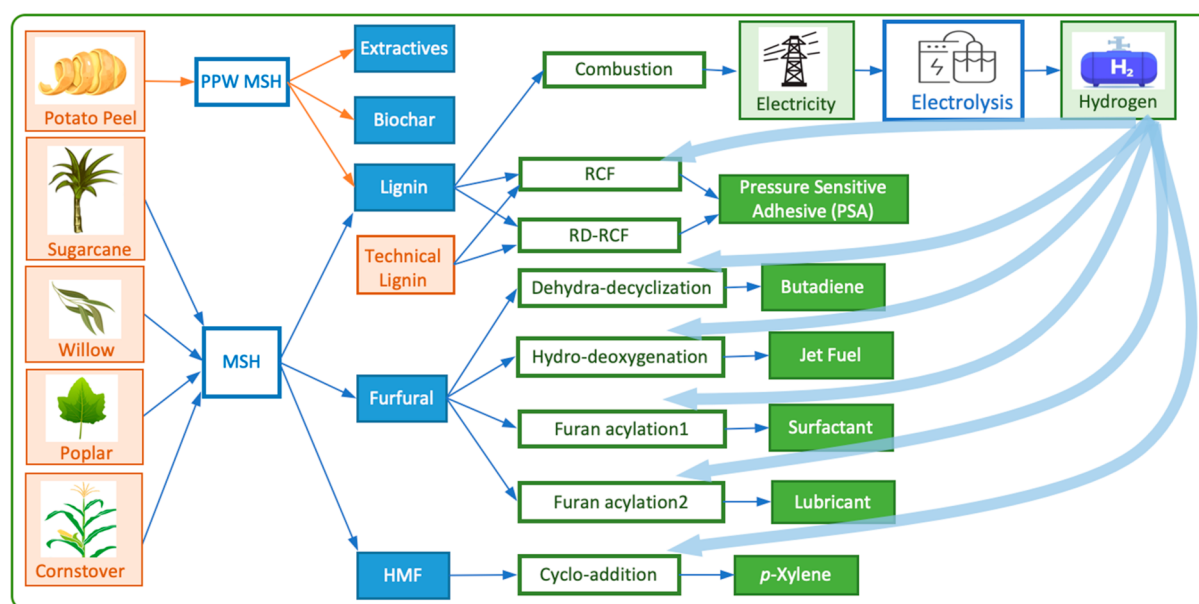 Potato Peel
Sugarcane
Willow
Poplar
Cornstover
PPW MSH
MSH
Extractives
Biochar
Lignin
Technical
Lignin
Furfural
HMF
Combustion
RCF
RD-RCF
Dehydra-decyclization
Hydro-deoxygenation
Furan acylation1
Furan acylation2
Cyclo-addition
Electricity
Electrolysis
H₂
Hydrogen
Pressure Sensitive
Adhesive (PSA)
Butadiene
Jet Fuel
Surfactant
Lubricant
p-Xylene